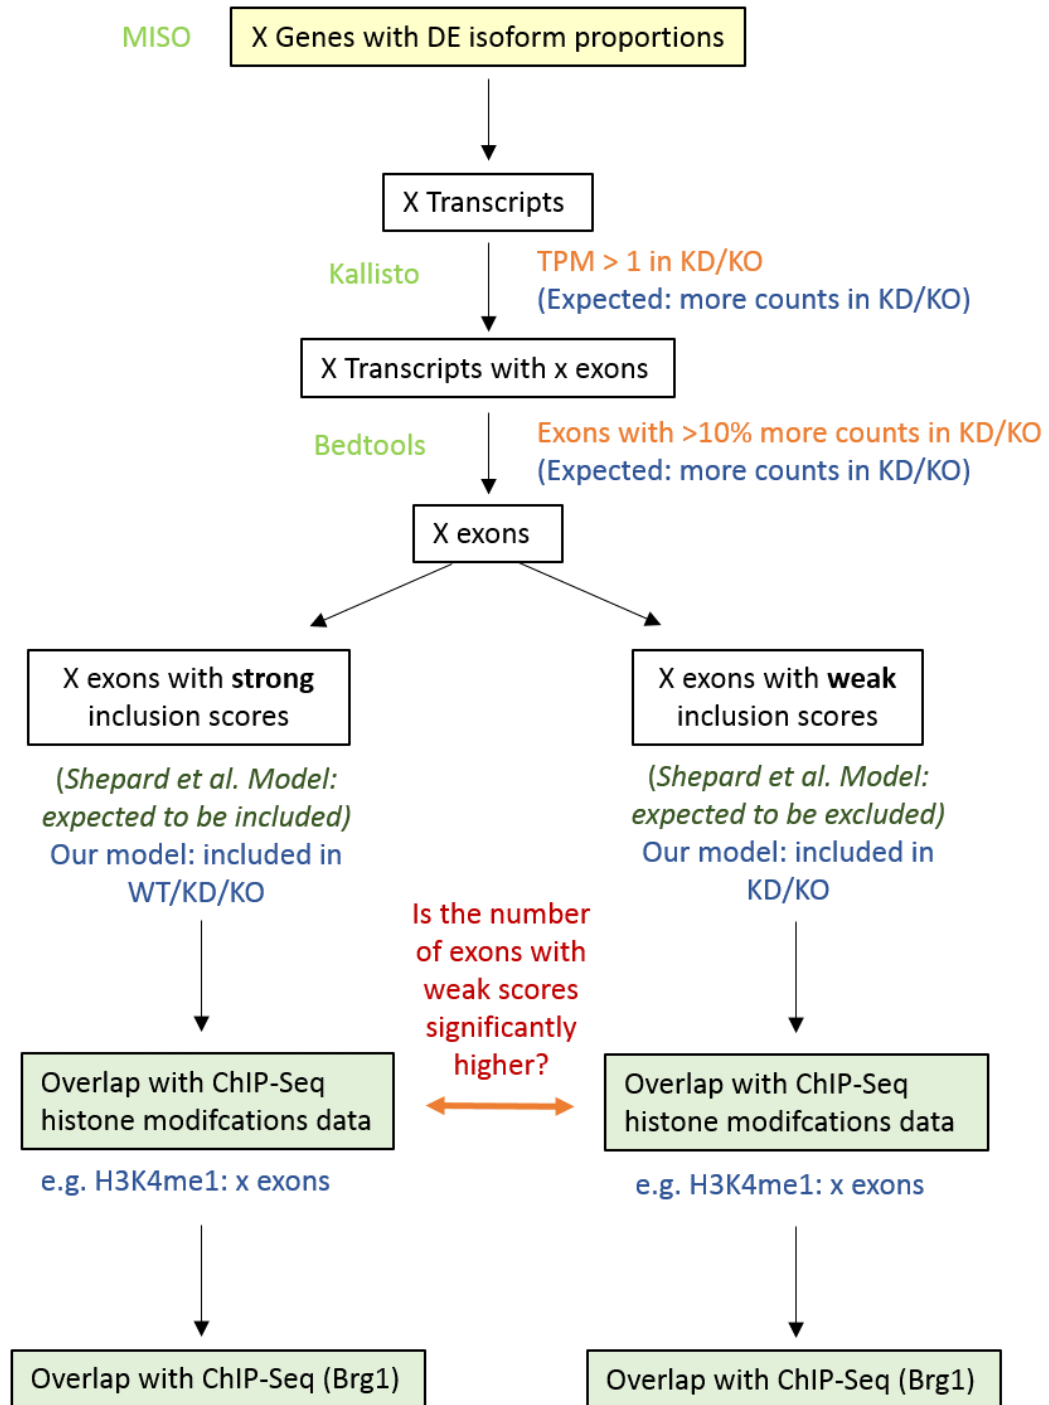 MISO
X Genes with DE isoform proportions
X Transcripts
Kallisto
TPM > 1 in KD/KO
(Expected: more counts in KD/KO)
X Transcripts with x exons
Bedtools
Exons with >10% more counts in KD/KO
(Expected: more counts in KD/KO)
X exons
X exons with strong
inclusion scores
(Shepard et al. Model:
expected to be included)
Our model: included in
WT/KD/KO
X exons with weak
inclusion scores
(Shepard et al. Model:
expected to be excluded)
Our model: included in
KD/KO
Is the number
of exons with
weak scores
significantly
higher?
Overlap with ChIP-Seq
histone modifcations data
e.g. H3K4me1: x exons
Overlap with ChIP-Seq
histone modifcations data
e.g. H3K4me1: x exons
Overlap with ChIP-Seq (Brg1)
Overlap with ChIP-Seq (Brg1)